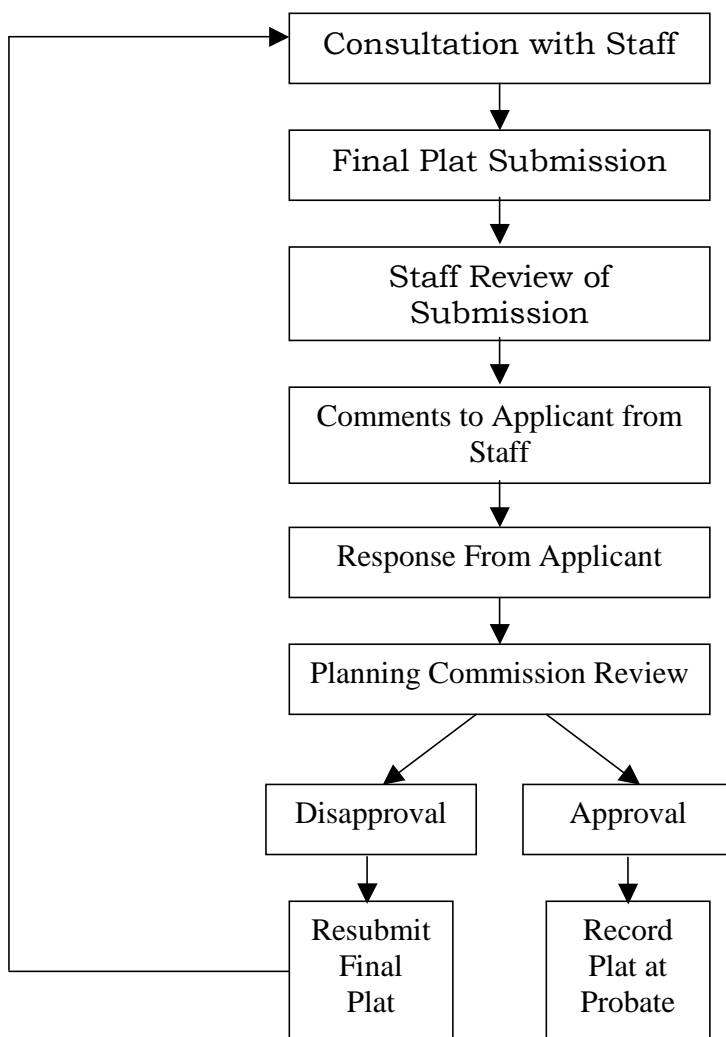 Consultation with Staff
Final Plat Submission
Staff Review of
Submission
Comments to Applicant from
Staff
Response From Applicant
Planning Commission Review
Disapproval
Approval
Resubmit
Final
Plat
Record
Plat at
Probate